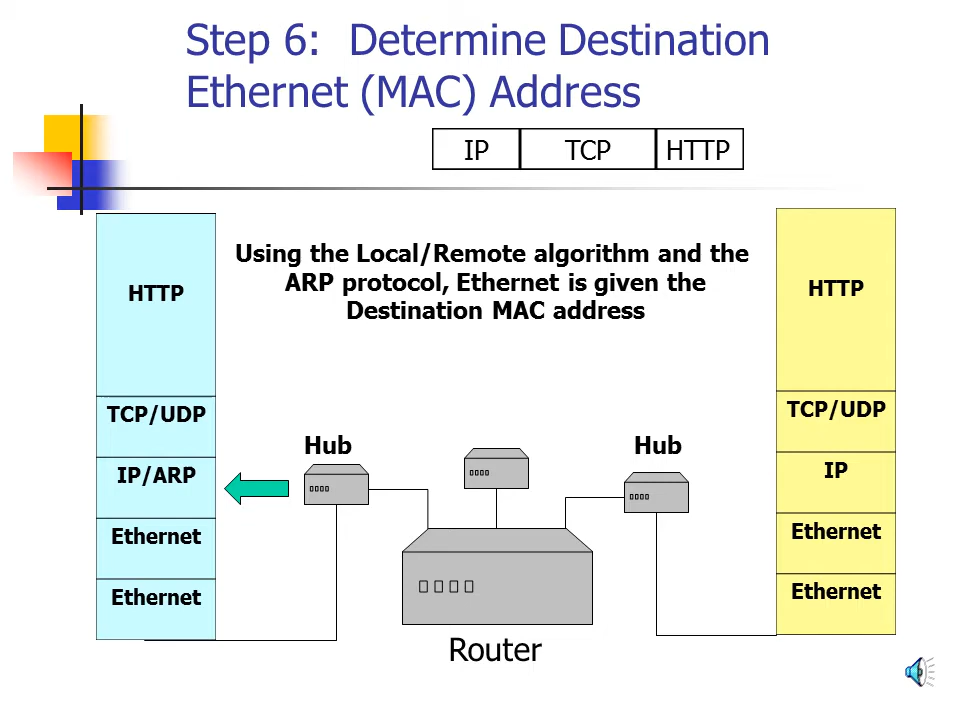 Step 6: Determine Destination
Ethernet (MAC) Address
IP TCP HTTP
Using the Local/Remote algorithm and the
ARP protocol, Ethernet is given the
Destination MAC address
HTTP
TCP/UDP
IP/ARP
Ethernet
Ethernet
Hub
Hub
Router
HTTP
TCP/UDP
IP
Ethernet
Ethernet